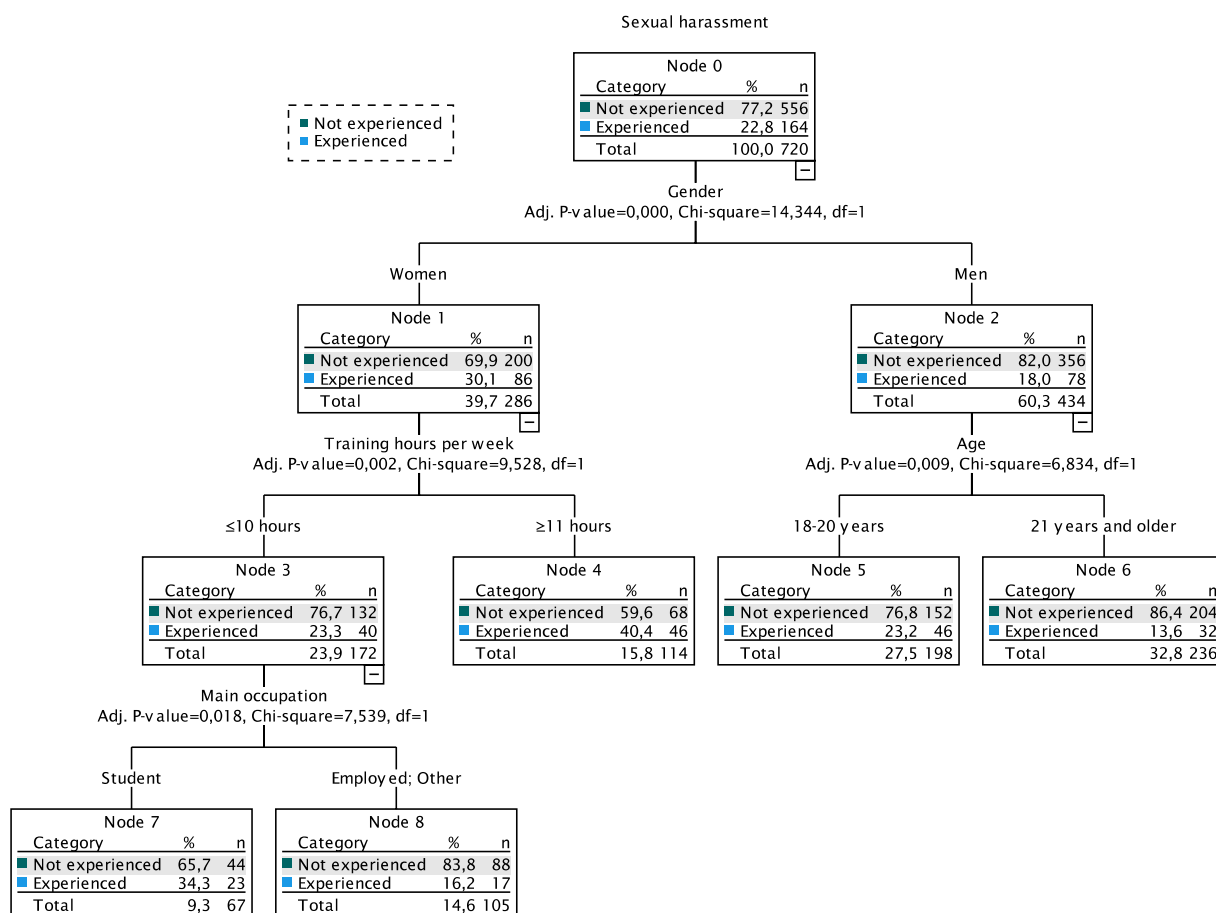 Sexual harassment
Node 0
Category % n
Not experienced 77,2 556
Experienced 22,8 164
Total 100,0 720
Not experienced
Experienced
Gender
Adj. P-value=0,000, Chi-square=14,344, df=1
Women
Men
Node 1
Category % n
Not experienced 69,9 200
Experienced 30,1 86
Total 39,7 286
Node 2
Category % n
Not experienced 82,0 356
Experienced 18,0 78
Total 60,3 434
Training hours per week
Adj. P-value=0,002, Chi-square=9,528, df=1
Age
Adj. P-value=0,009, Chi-square=6,834, df=1
≤10 hours
≥11 hours
18-20 years
21 years and older
Node 3
Category % n
Not experienced 76,7 132
Experienced 23,3 40
Total 23,9 172
Node 4
Category % n
Not experienced 59,6 68
Experienced 40,4 46
Total 15,8 114
Node 5
Category % n
Not experienced 76,8 152
Experienced 23,2 46
Total 27,5 198
Node 6
Category % n
Not experienced 86,4 204
Experienced 13,6 32
Total 32,8 236
Main occupation
Adj. P-value=0,018, Chi-square=7,539, df=1
Student
Employed; Other
Node 7
Category % n
Not experienced 65,7 44
Experienced 34,3 23
Total 9,3 67
Node 8
Category % n
Not experienced 83,8 88
Experienced 16,2 17
Total 14,6 105